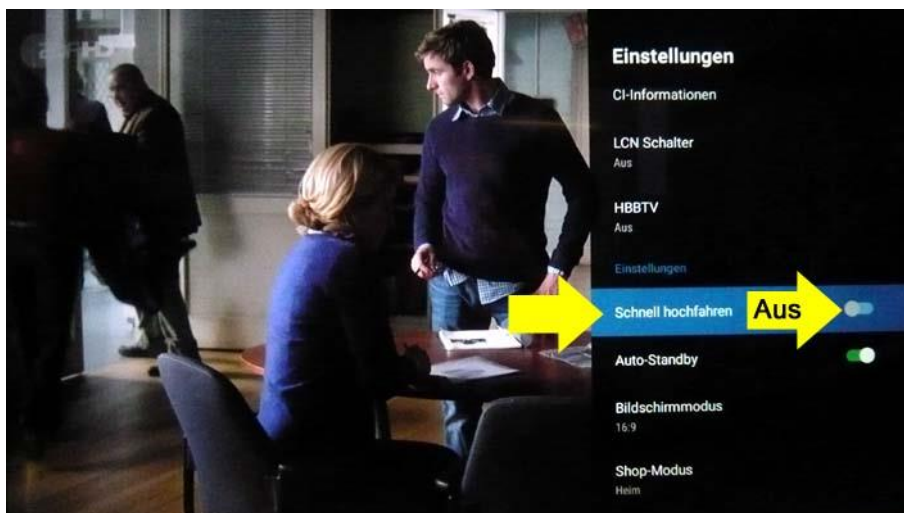 Einstellungen
CI-Informationen
LCN Schalter
Aus
HBBTV
Aus
Einstellungen
Schnell hochfahren
Aus
Auto-Standby
Bildschirmmodus
16:9
Shop-Modus
Heim